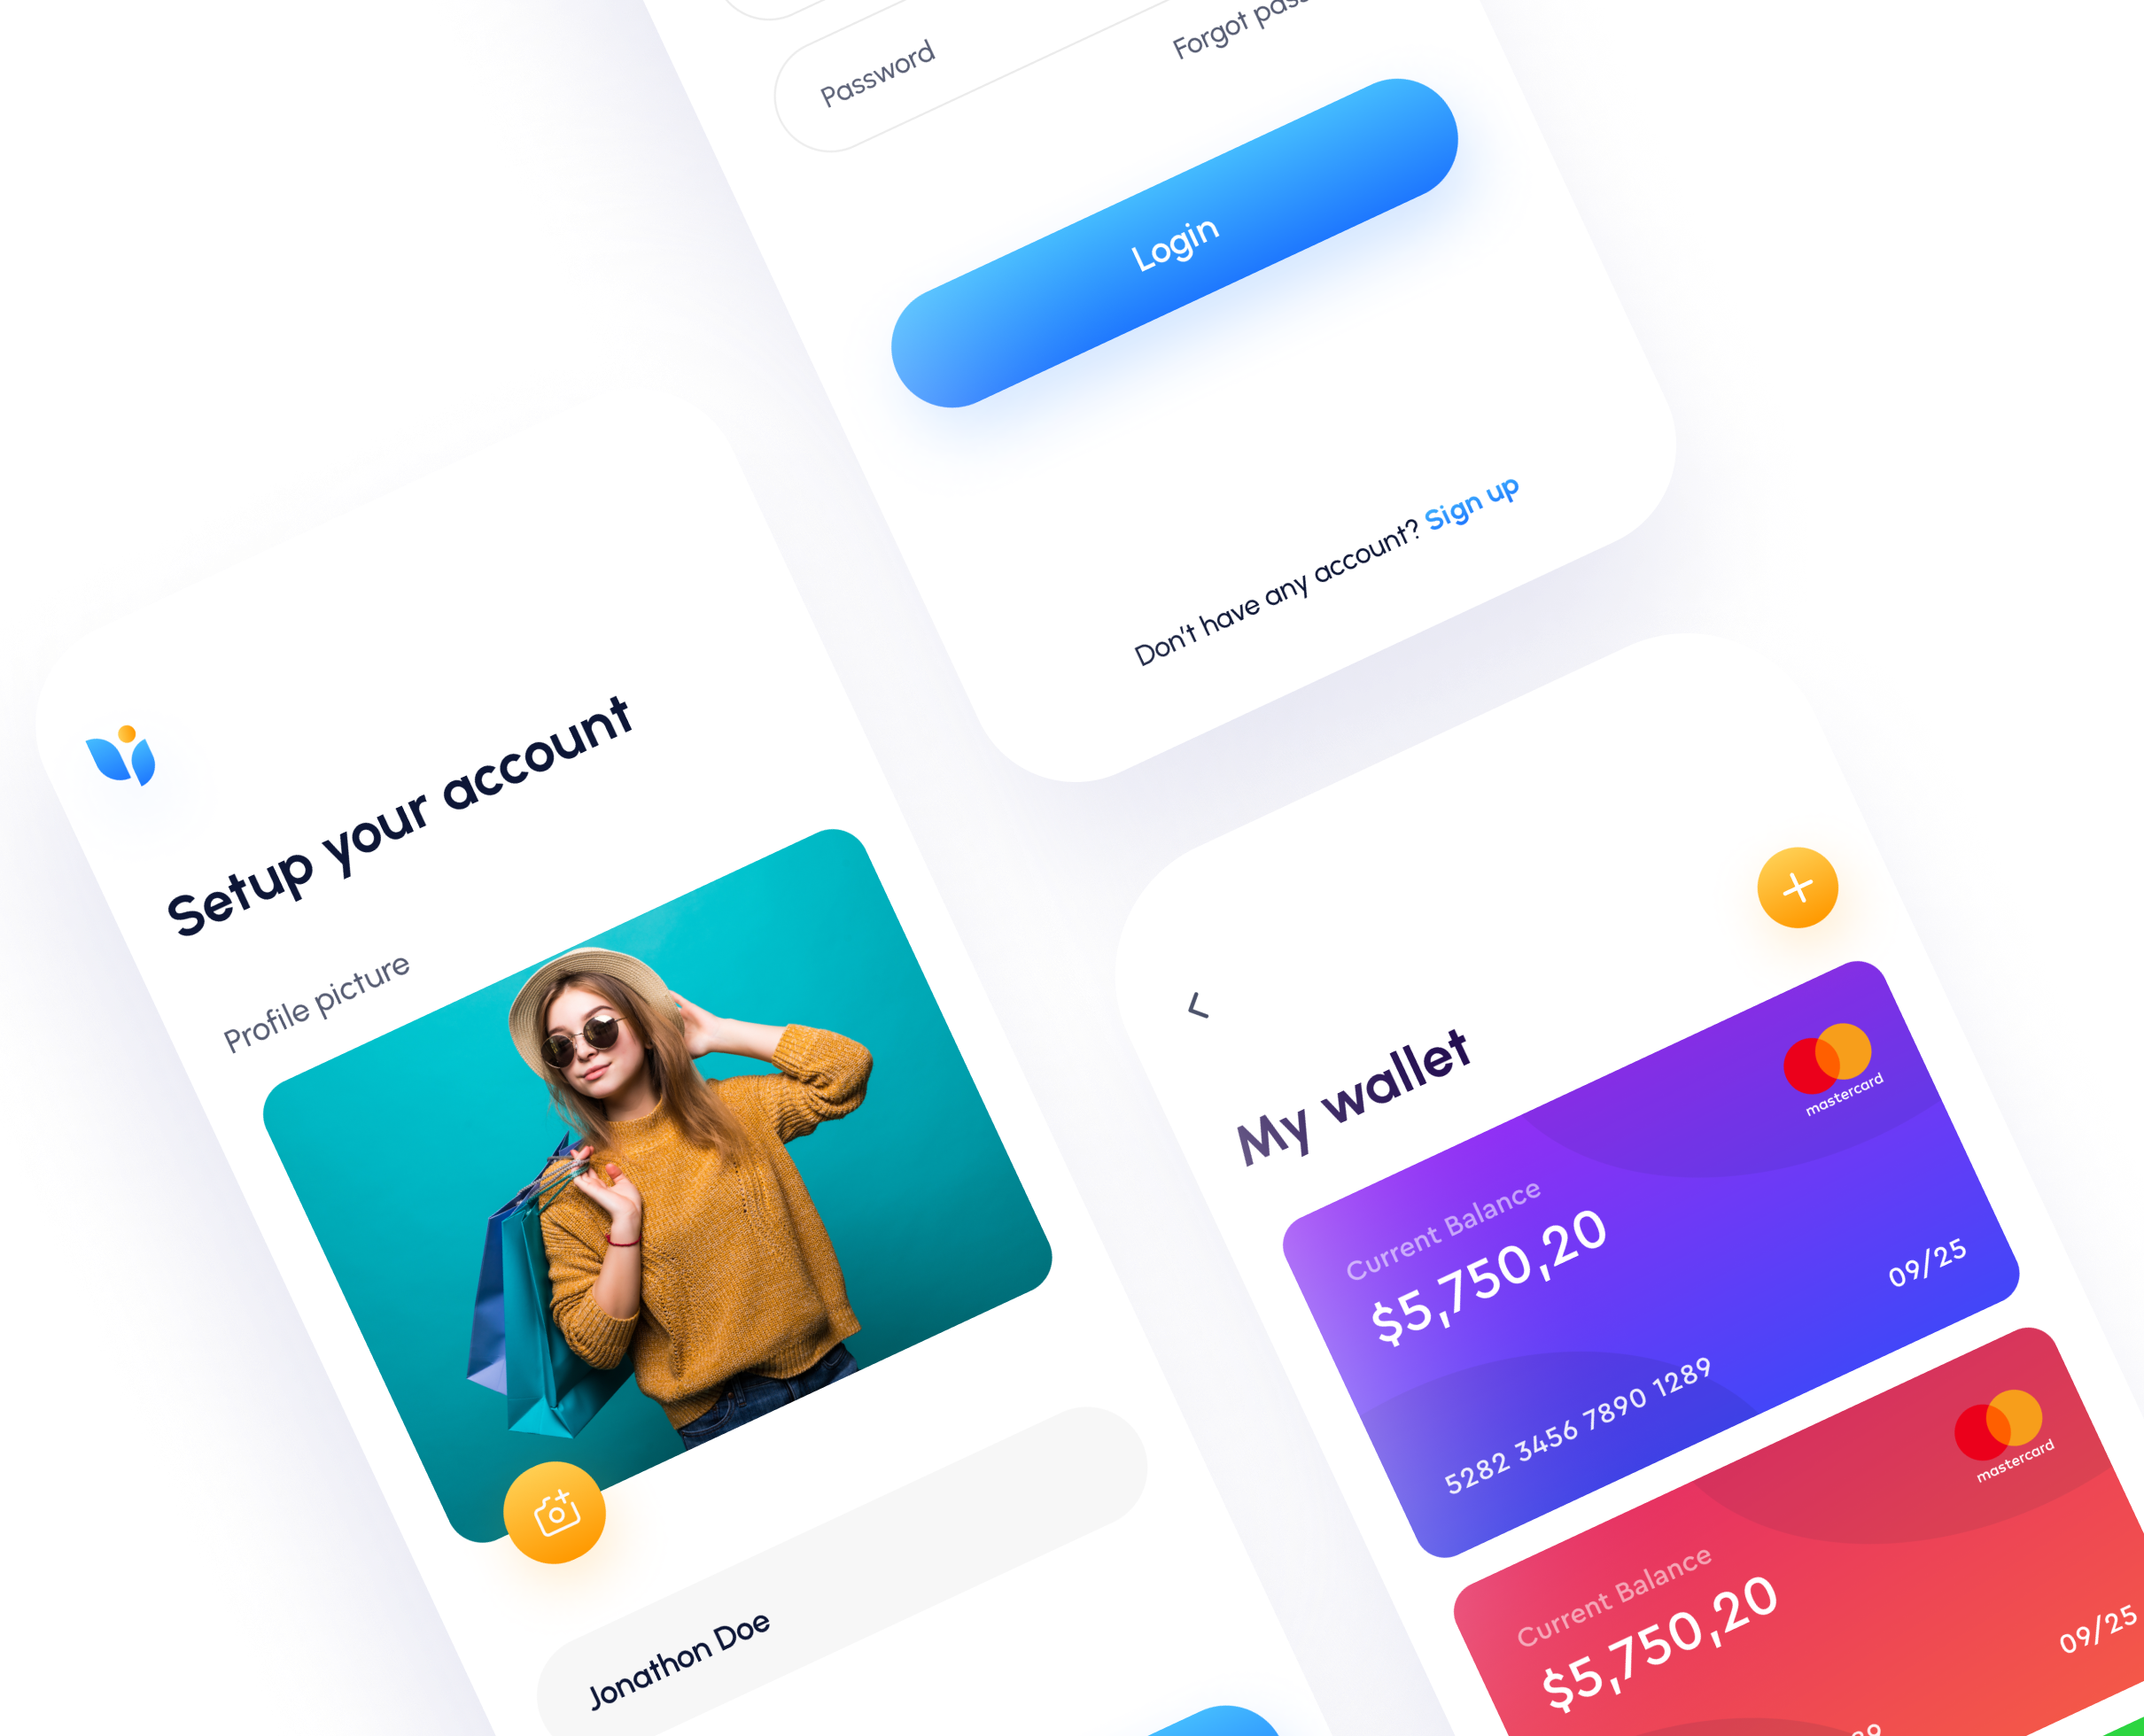 Password
Forgot pass
Login
Don't have any account? Sign up
Setup your account
Profile picture
Jonathon Doe
My wallet
mastercard
Current Balance
$5,750,20
09/25
5282 3456 7890 1289
mastercard
Current Balance
$5,750,20
09/25